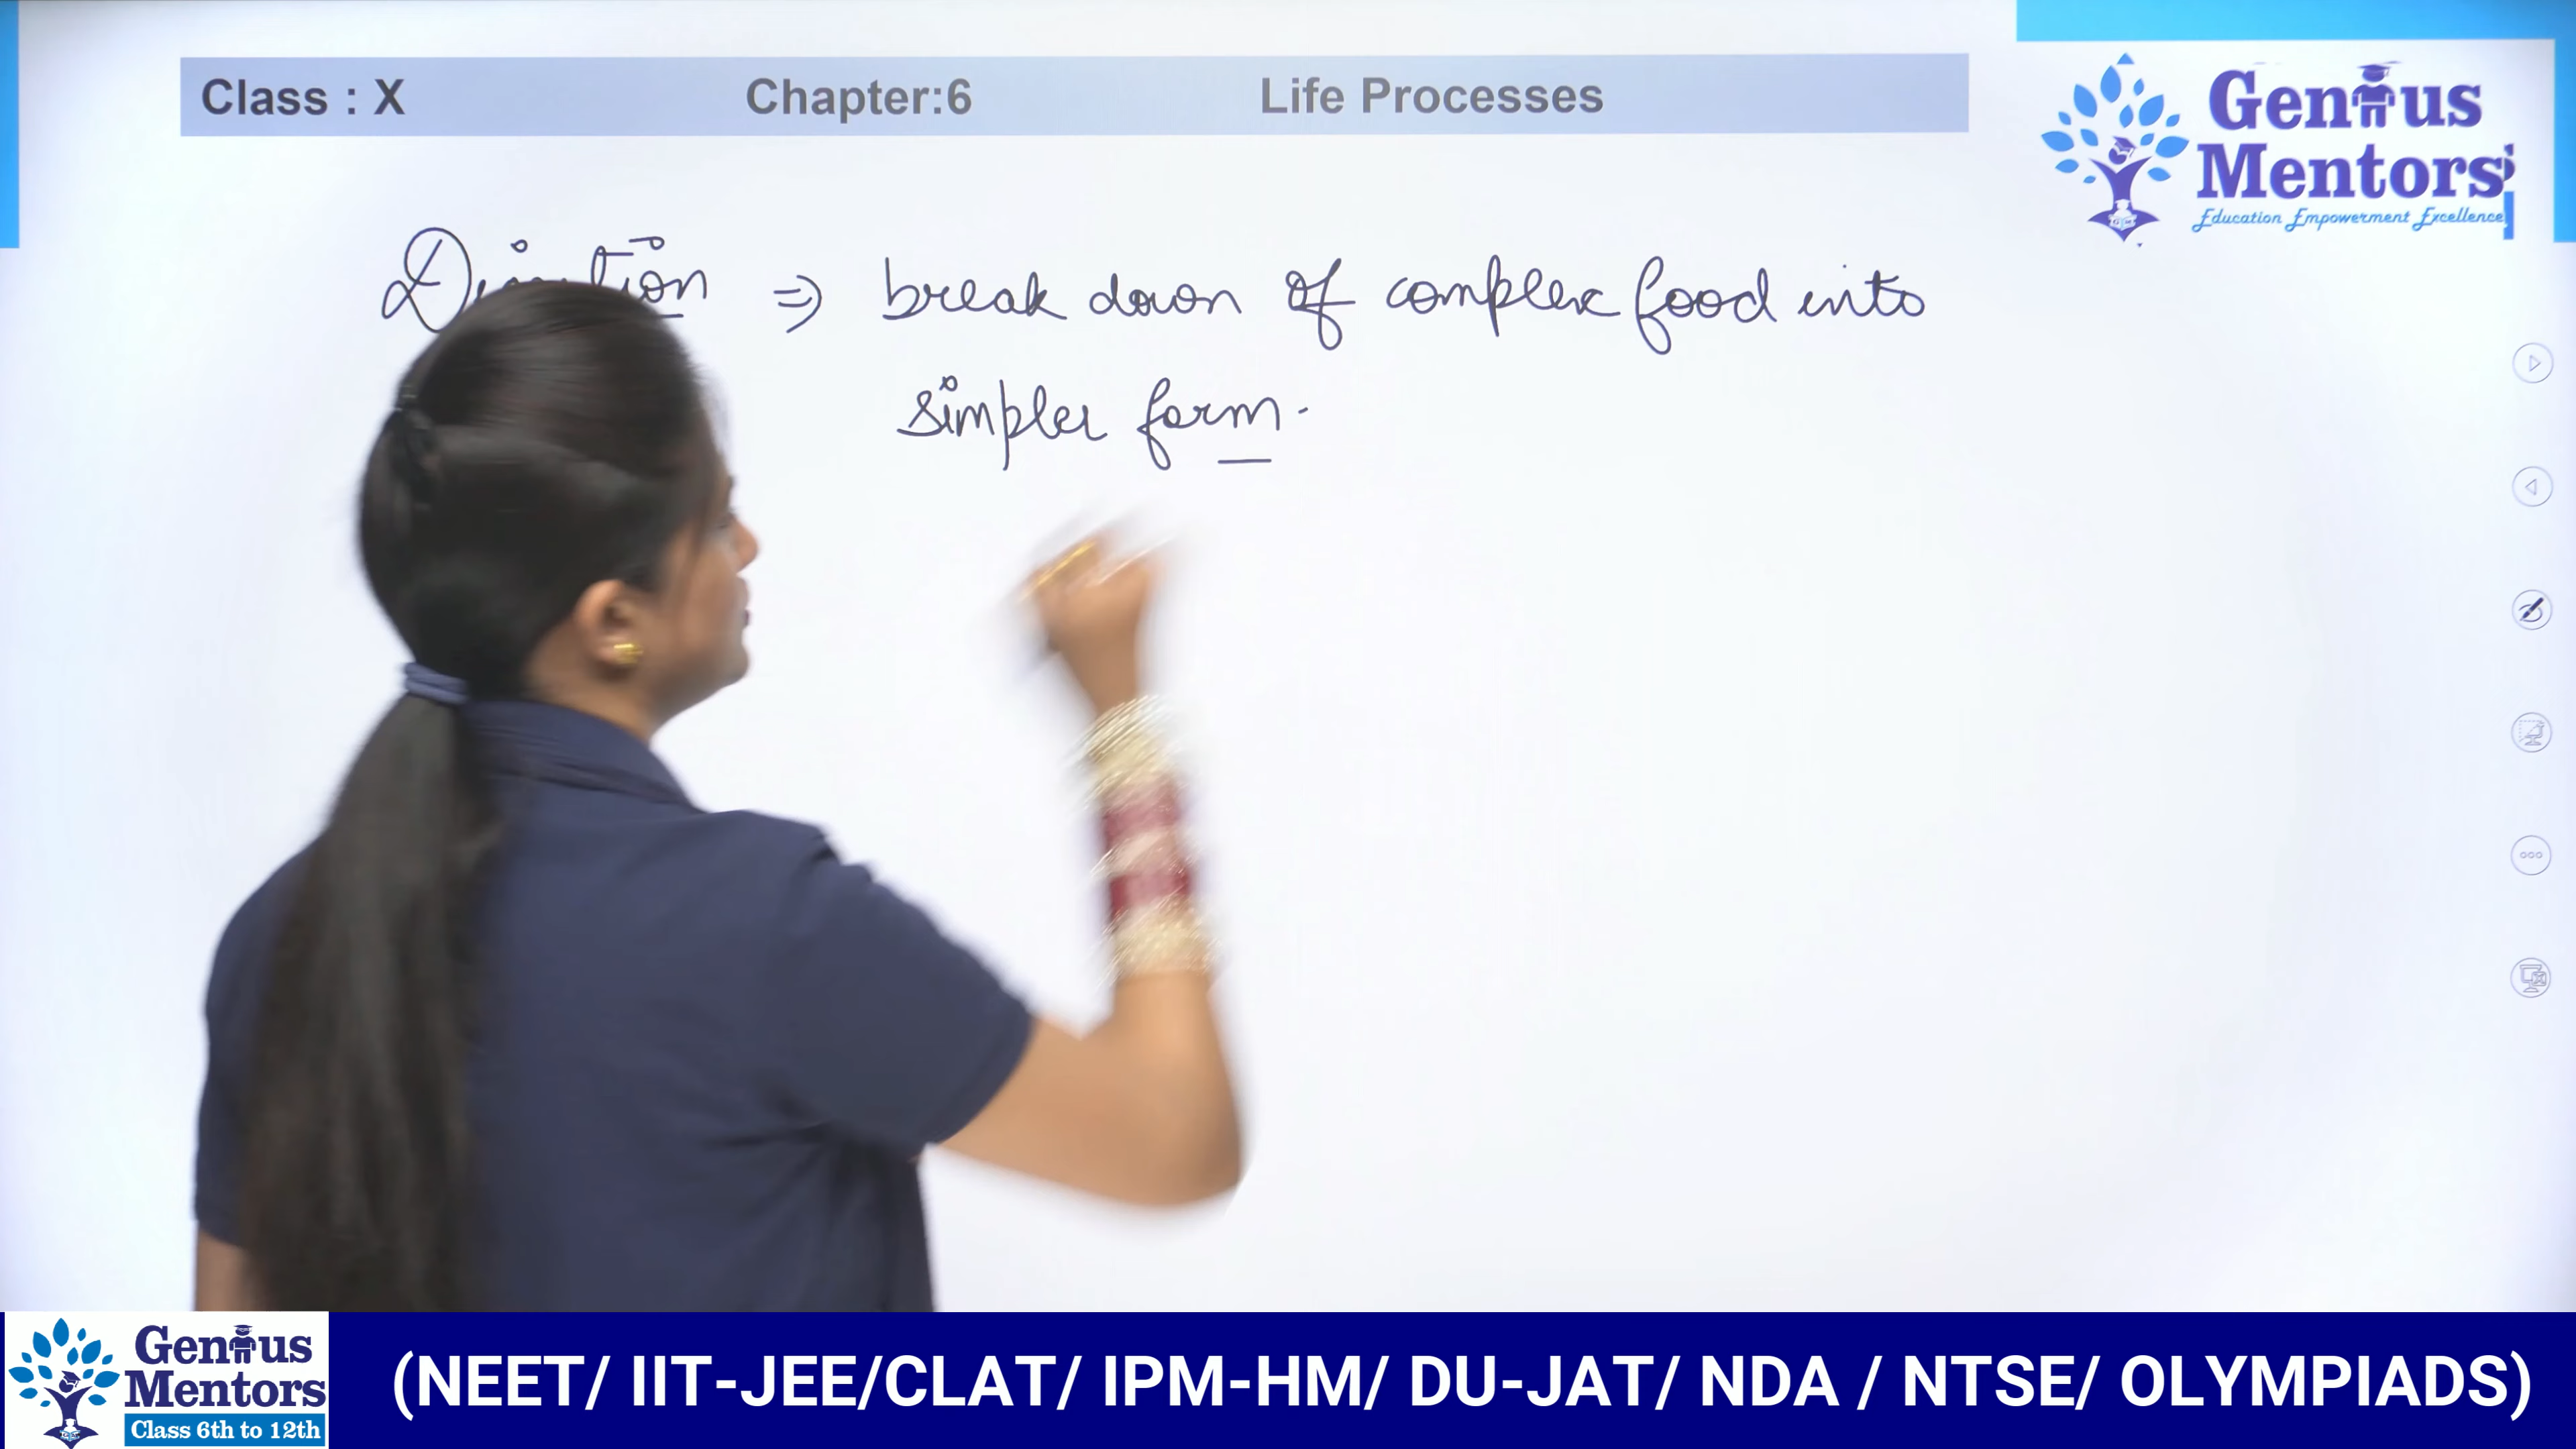 Class : X Chapter:6 Life Processes
Genius
Mentors
Education Empowerment Excellence
⇒ break down of complex food into
simpler form.
Genius
Mentors
Class 6th to 12th
(NEET/ IIT-JEE/CLAT/ IPM-HM/ DU-JAT/ NDA / NTSE/ OLYMPIADS)